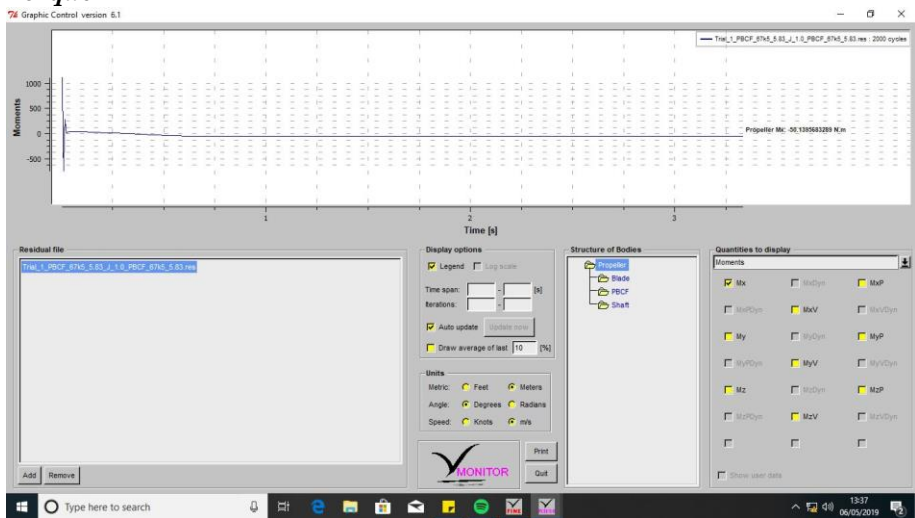 Graphic Control version 6.1
Trial_1_PBCF_67k5_5.83_J_1.0_PBCF_67k5_5.83.res : 2000 cycles
1000
500
0
-500
Moments
Propeller Mx: -50.1385683289 N.m
1
2
3
Time [s]
Residual file
Trial_1_PBCF_67k5_5.83_J_1.0_PBCF_67k5_5.83.res
Add
Remove
Display options
Legend
Log scale
Time span:
-
[s]
Iterations:
-
Auto update
Update now
Draw average of last
10
[%]
Units
Metric: Feet Meters
Angle: Degrees Radians
Speed: Knots m/s
MONITOR
Print
Quit
Structure of Bodies
Propeller
Blade
PBCF
Shaft
Quantities to display
Moments
Mx MxDyn MxP
MxPDyn MxV MxVDyn
My MyDyn MyP
MyPDyn MyV MyVDyn
Mz MzDyn MzP
MzPDyn MzV MzVDyn
Show user data
Type here to search
13:37
06/05/2019